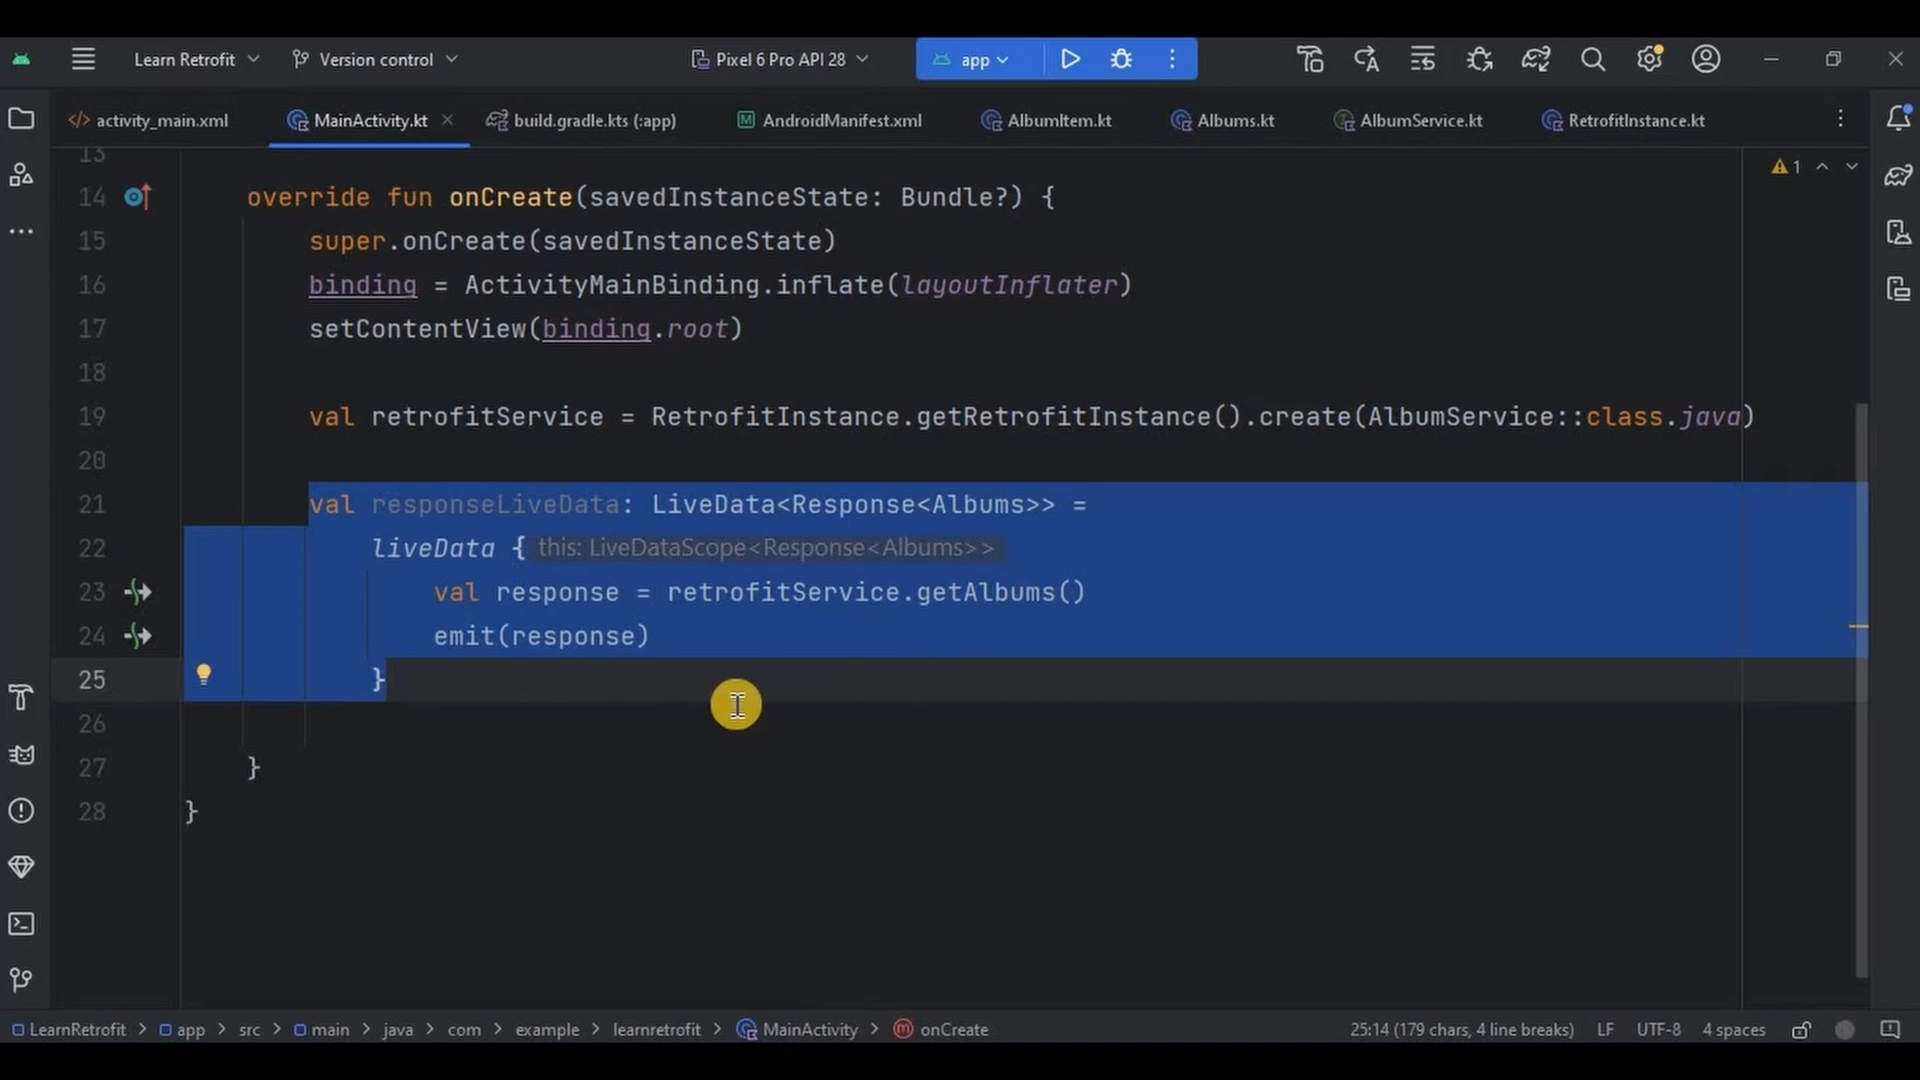 Learn Retrofit
Version control
Pixel 6 Pro API 28
app
activity_main.xml
MainActivity.kt
build.gradle.kts (:app)
AndroidManifest.xml
AlbumItem.kt
Albums.kt
AlbumService.kt
RetrofitInstance.kt
13
1
14 override fun onCreate(savedInstanceState: Bundle?) {
15 super.onCreate(savedInstanceState)
16 binding = ActivityMainBinding.inflate(layoutInflater)
17 setContentView(binding.root)
18
19 val retrofitService = RetrofitInstance.getRetrofitInstance().create(AlbumService::class.java)
20
21 val responseLiveData: LiveData<Response<Albums>> =
22 liveData { this: LiveDataScope<Response<Albums>>
23 val response = retrofitService.getAlbums()
24 emit(response)
25 }
26
27 }
28 }
LearnRetrofit > app > src > main > java > com > example > learnretrofit > MainActivity > onCreate
25:14 (179 chars, 4 line breaks) LF UTF-8 4 spaces